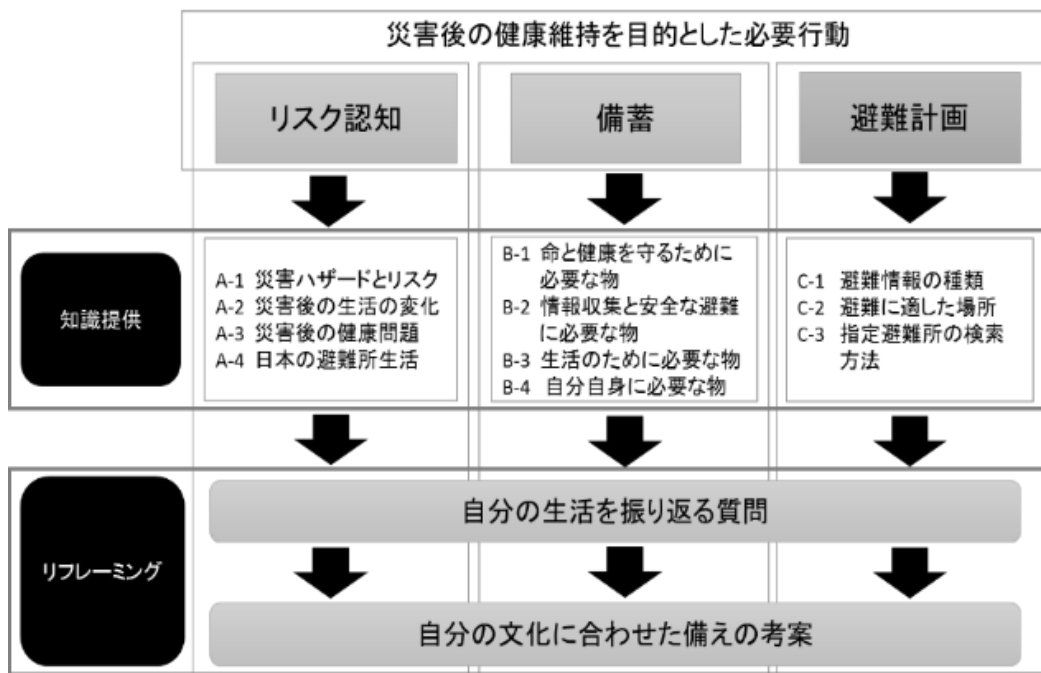 災害後の健康維持を目的とした必要行動
リスク認知
備蓄
避難計画
知識提供
A-1 災害ハザードとリスク
A-2 災害後の生活の変化
A-3 災害後の健康問題
A-4 日本の避難所生活
B-1 命と健康を守るために
必要な物
B-2 情報収集と安全な避難
に必要な物
B-3 生活のために必要な物
B-4 自分自身に必要な物
C-1 避難情報の種類
C-2 避難に適した場所
C-3 指定避難所の検索
方法
リフレーミング
自分の生活を振り返る質問
自分の文化に合わせた備えの考案